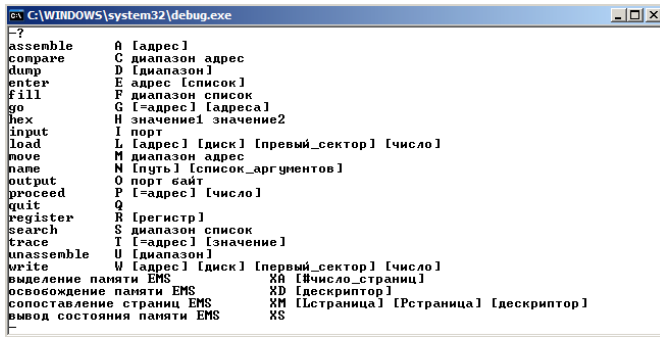 C:\WINDOWS\system32\debug.exe
-?
assemble A [адрес]
compare C диапазон адрес
dump D [диапазон]
enter E адрес [список]
fill F диапазон список
go G [=адрес] [адреса]
hex H значение1 значение2
input I порт
load L [адрес] [диск] [превый_сектор] [число]
move M диапазон адрес
name N [путь] [список_аргументов]
output O порт байт
proceed P [=адрес] [число]
quit Q
register R [регистр]
search S диапазон список
trace T [=адрес] [значение]
unassemble U [диапазон]
write W [адрес] [диск] [первый_сектор] [число]
выделение памяти EMS XA [#число_страниц]
освобождение памяти EMS XD [дескриптор]
сопоставление страниц EMS XM [Lстраница] [Pстраница] [дескриптор]
вывод состояния памяти EMS XS
-